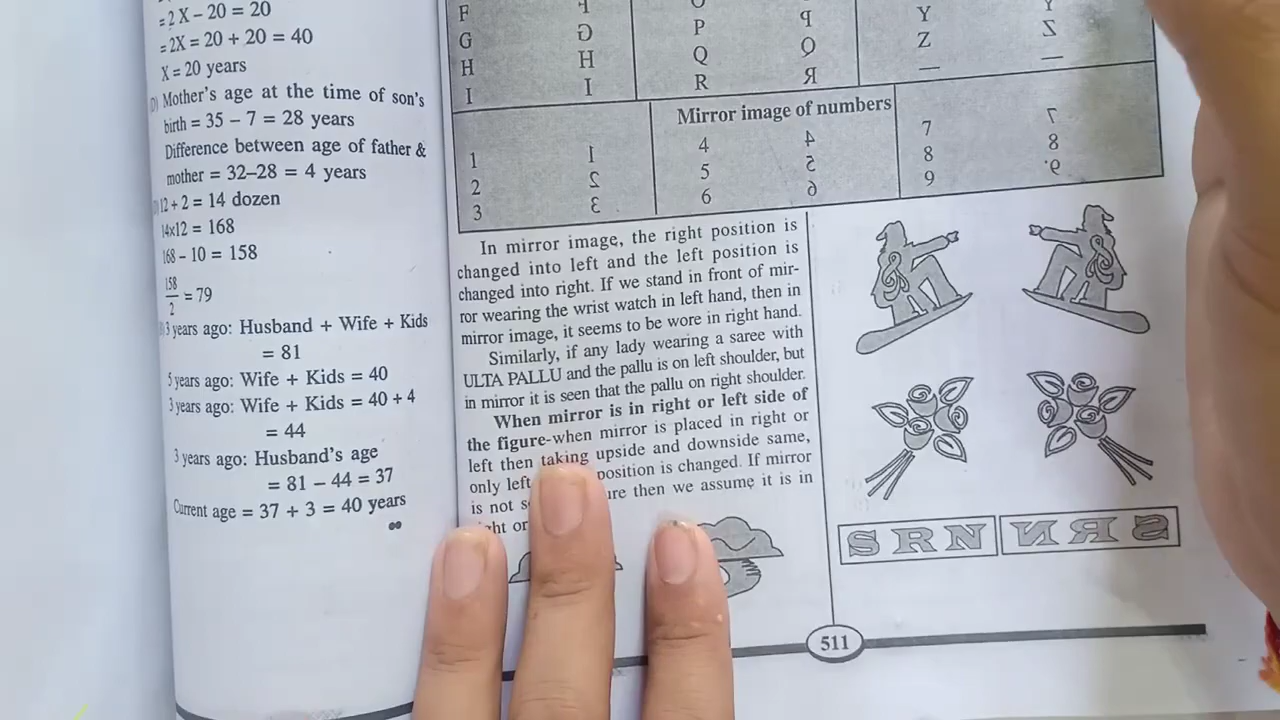 =2 X – 20 = 20
=2X = 20 + 20 = 40
X = 20 years
Mother's age at the time of son's
birth = 35 – 7 = 28 years
Difference between age of father &
mother = 32–28 = 4 years
12 + 2 = 14 dozen
14x12 = 168
168 – 10 = 158
158
2
= 79
3 years ago: Husband + Wife + Kids
= 81
5 years ago: Wife + Kids = 40
3 years ago: Wife + Kids = 40 + 4
= 44
3 years ago: Husband's age
= 81 – 44 = 37
Current age = 37 + 3 = 40 years
F
G
H H
I I
P
Q
R
Y
Z
Mirror image of numbers
1
2
3
4
5
6
7
8
9
In mirror image, the right position is
changed into left and the left position is
changed into right. If we stand in front of mir-
ror wearing the wrist watch in left hand, then in
mirror image, it seems to be wore in right hand.
Similarly, if any lady wearing a saree with
ULTA PALLU and the pallu is on left shoulder, but
in mirror it is seen that the pallu on right shoulder.
When mirror is in right or left side of
the figure-when mirror is placed in right or
left then taking upside and downside same,
only left position is changed. If mirror
is not then we assume it is in
or
SRN
511